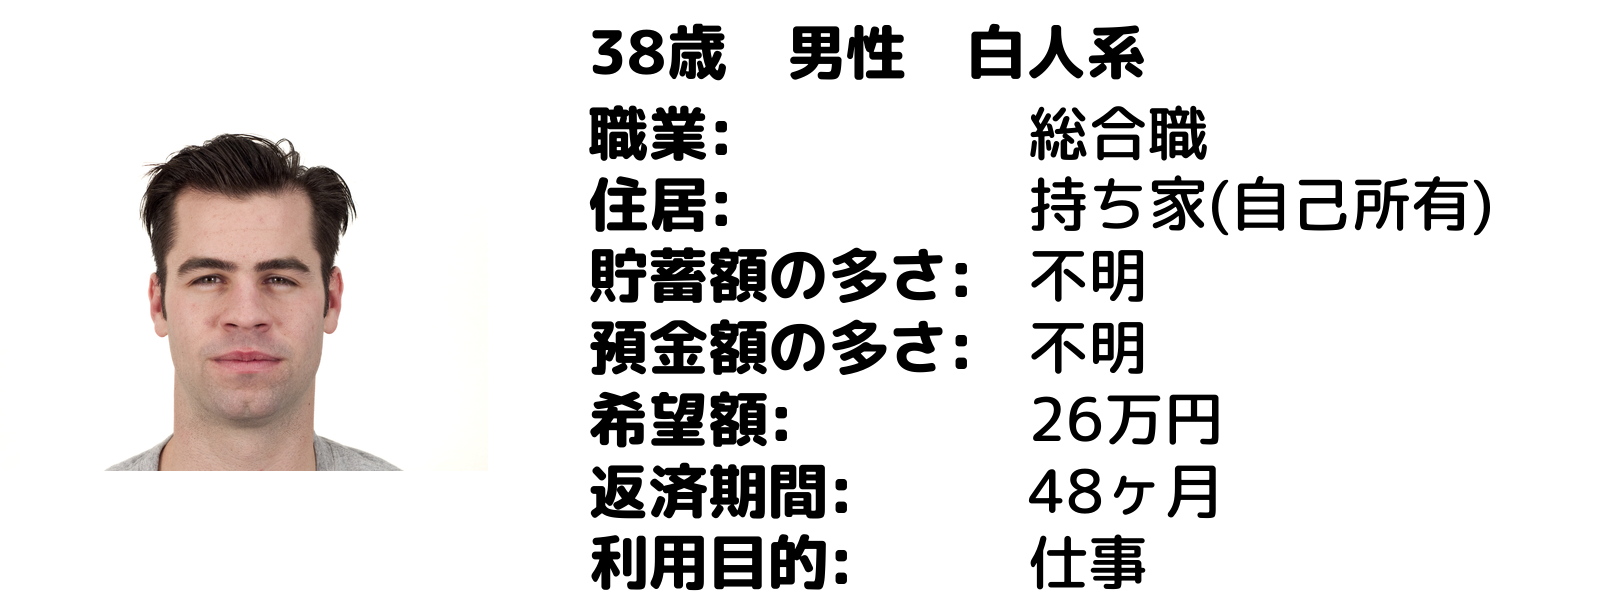 38歳　男性　白人系
職業: 総合職
住居: 持ち家(自己所有)
貯蓄額の多さ: 不明
預金額の多さ: 不明
希望額: 26万円
返済期間: 48ヶ月
利用目的: 仕事